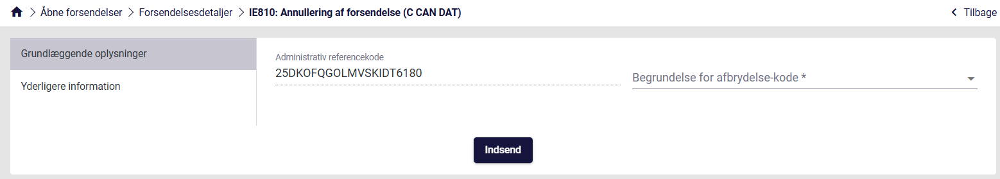 Åbne forsendelser > Forsendelsesdetaljer > IE810: Annullering af forsendelse (C CAN DAT)
Tilbage
Grundlæggende oplysninger
Yderligere information
Administrativ referencekode
25DKOFQGOLMVSKIDT6180
Begrundelse for afbrydelse-kode *
Indsend